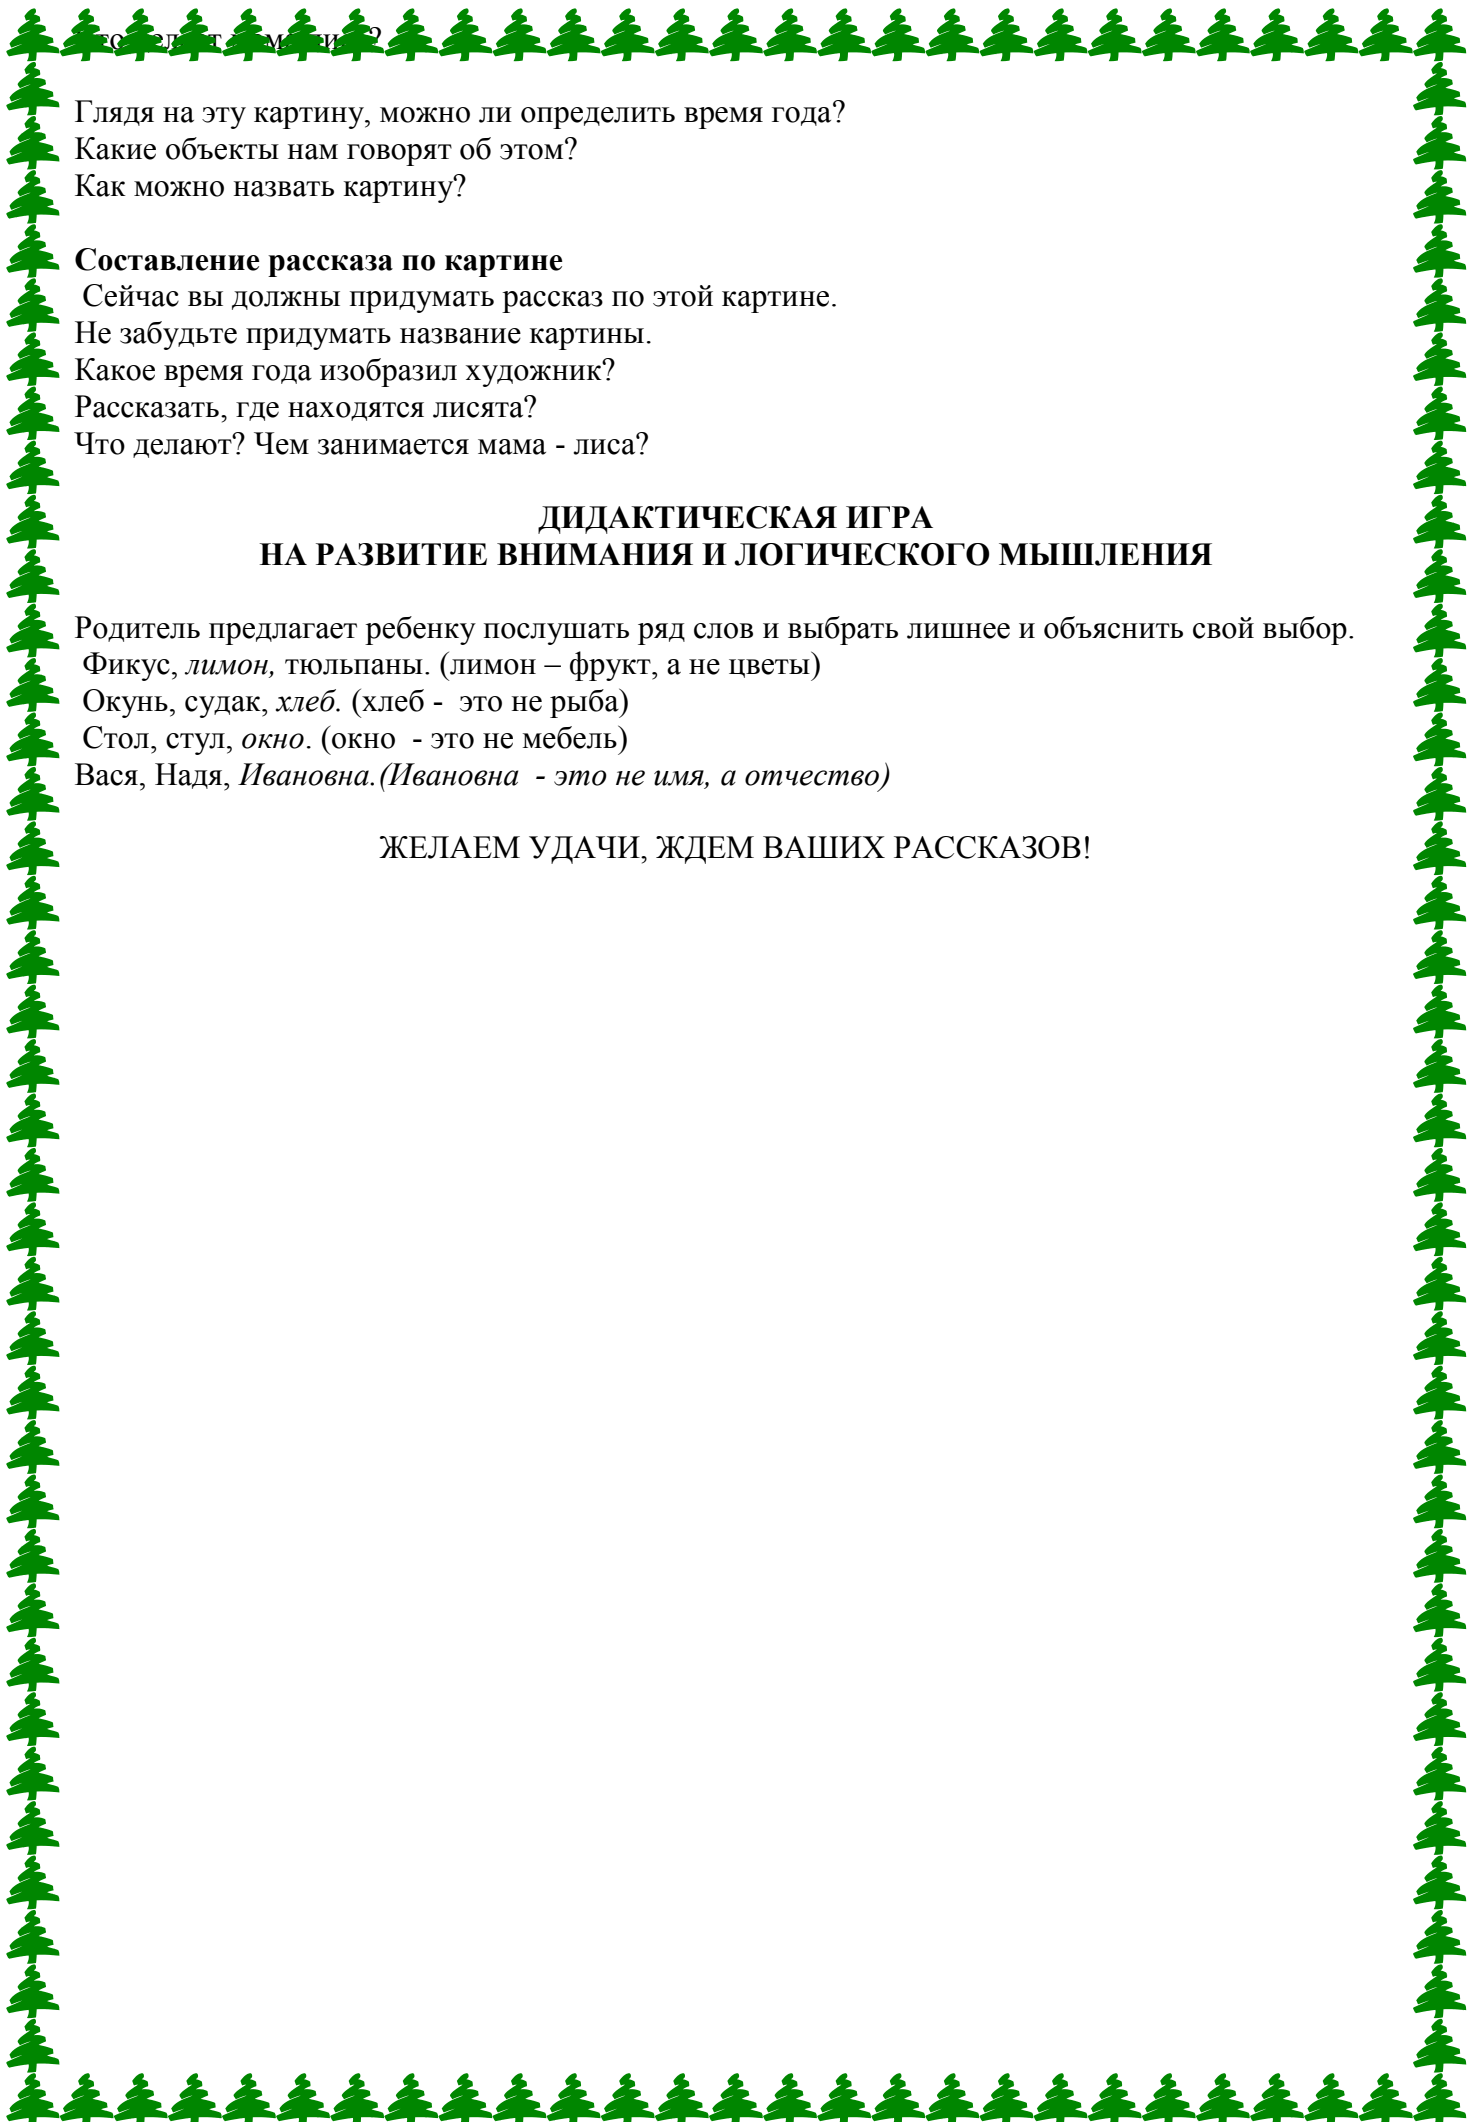 Глядя на эту картину, можно ли определить время года?
Какие объекты нам говорят об этом?
Как можно назвать картину?
Составление рассказа по картине
Сейчас вы должны придумать рассказ по этой картине.
Не забудьте придумать название картины.
Какое время года изобразил художник?
Рассказать, где находятся лисята?
Что делают? Чем занимается мама - лиса?
ДИДАКТИЧЕСКАЯ ИГРА
НА РАЗВИТИЕ ВНИМАНИЯ И ЛОГИЧЕСКОГО МЫШЛЕНИЯ
Родитель предлагает ребенку послушать ряд слов и выбрать лишнее и объяснить свой выбор.
Фикус, лимон, тюльпаны. (лимон – фрукт, а не цветы)
Окунь, судак, хлеб. (хлеб - это не рыба)
Стол, стул, окно. (окно - это не мебель)
Вася, Надя, Ивановна.(Ивановна - это не имя, а отчество)
ЖЕЛАЕМ УДАЧИ, ЖДЕМ ВАШИХ РАССКАЗОВ!